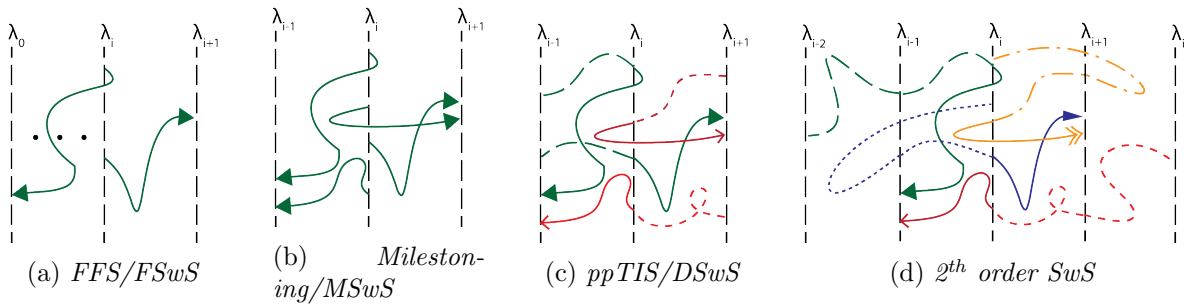 λ0 λi λi+1
λi-1 λi λi+1
λi-1 λi λi+1
λi-2 λi-1 λi λi+1 λi
(a) FFS/FSwS
(b) Mileston-
ing/MSwS
(c) ppTIS/DSwS
(d) 2th order SwS